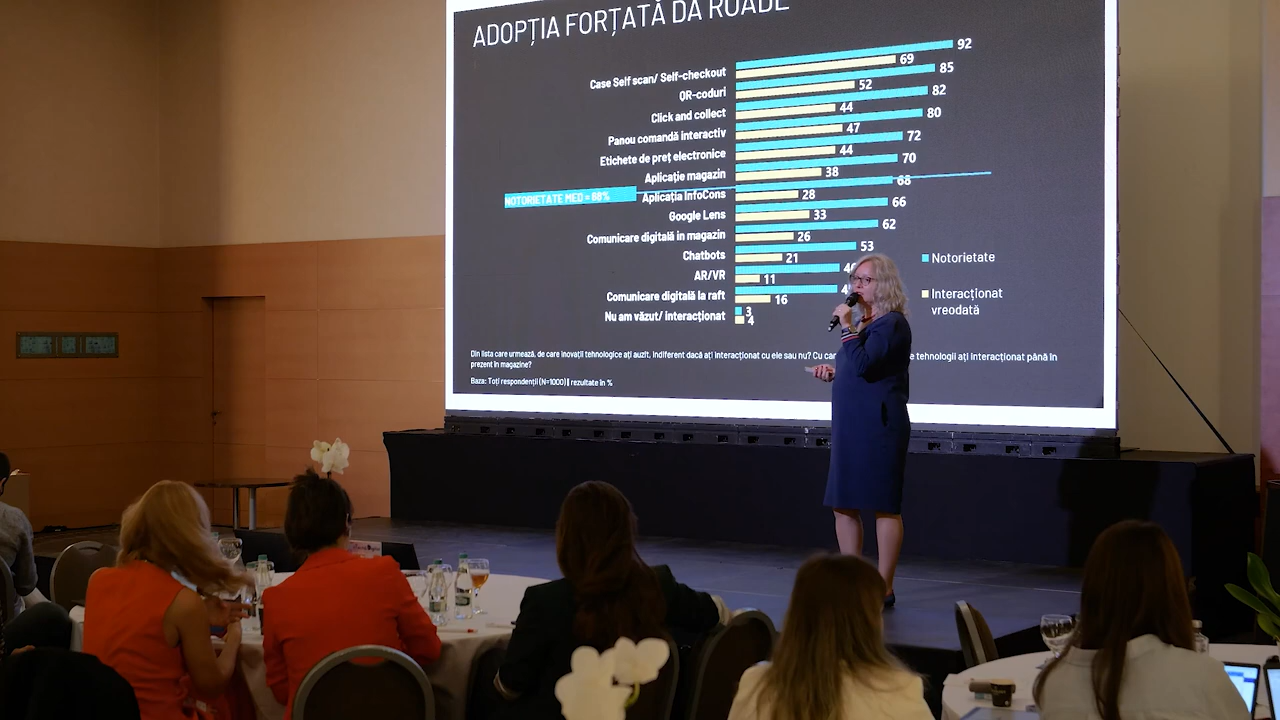 ADOPȚIA FORȚATĂ DĂ ROADE
Case Self scan/ Self-checkout 92 69
QR-coduri 85 52
Click and collect 82 44
Panou comandă interactiv 80 47
Etichete de preț electronice 72 44
Aplicație magazin 70 38
NOTORIETATE MED = 68% Aplicația InfoCons 68 28
Google Lens 66 33
Comunicare digitală in magazin 62 26
Chatbots 53 21
AR/VR 11
Comunicare digitală la raft 16
Nu am văzut/ interacționat 3 4
Notorietate
Interacționat
vreodată
Din lista care urmează, de care inovații tehnologice ați auzit, indiferent dacă ați interacționat cu ele sau nu? Cu tehnologii ați interacționat până în
prezent în magazine?
Baza: Toți respondenții (N=1000) | rezultate în %